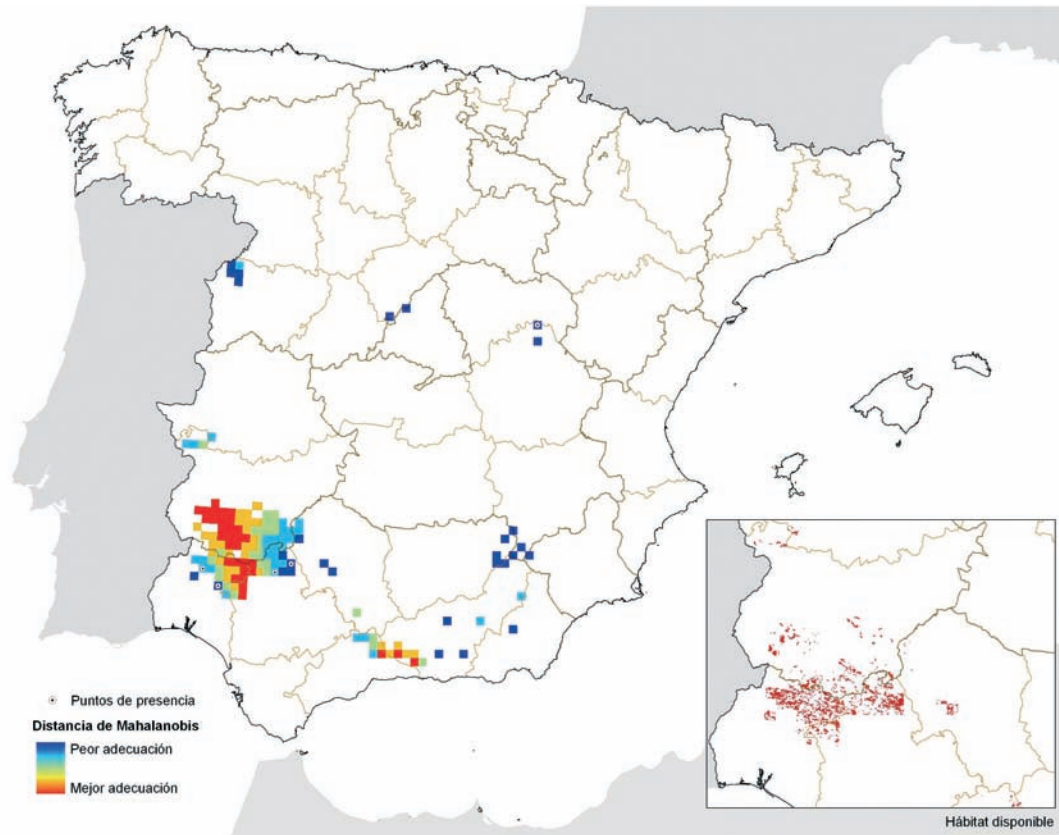 Puntos de presencia
Distancia de Mahalanobis
Peor adecuación
Mejor adecuación
Hábitat disponible